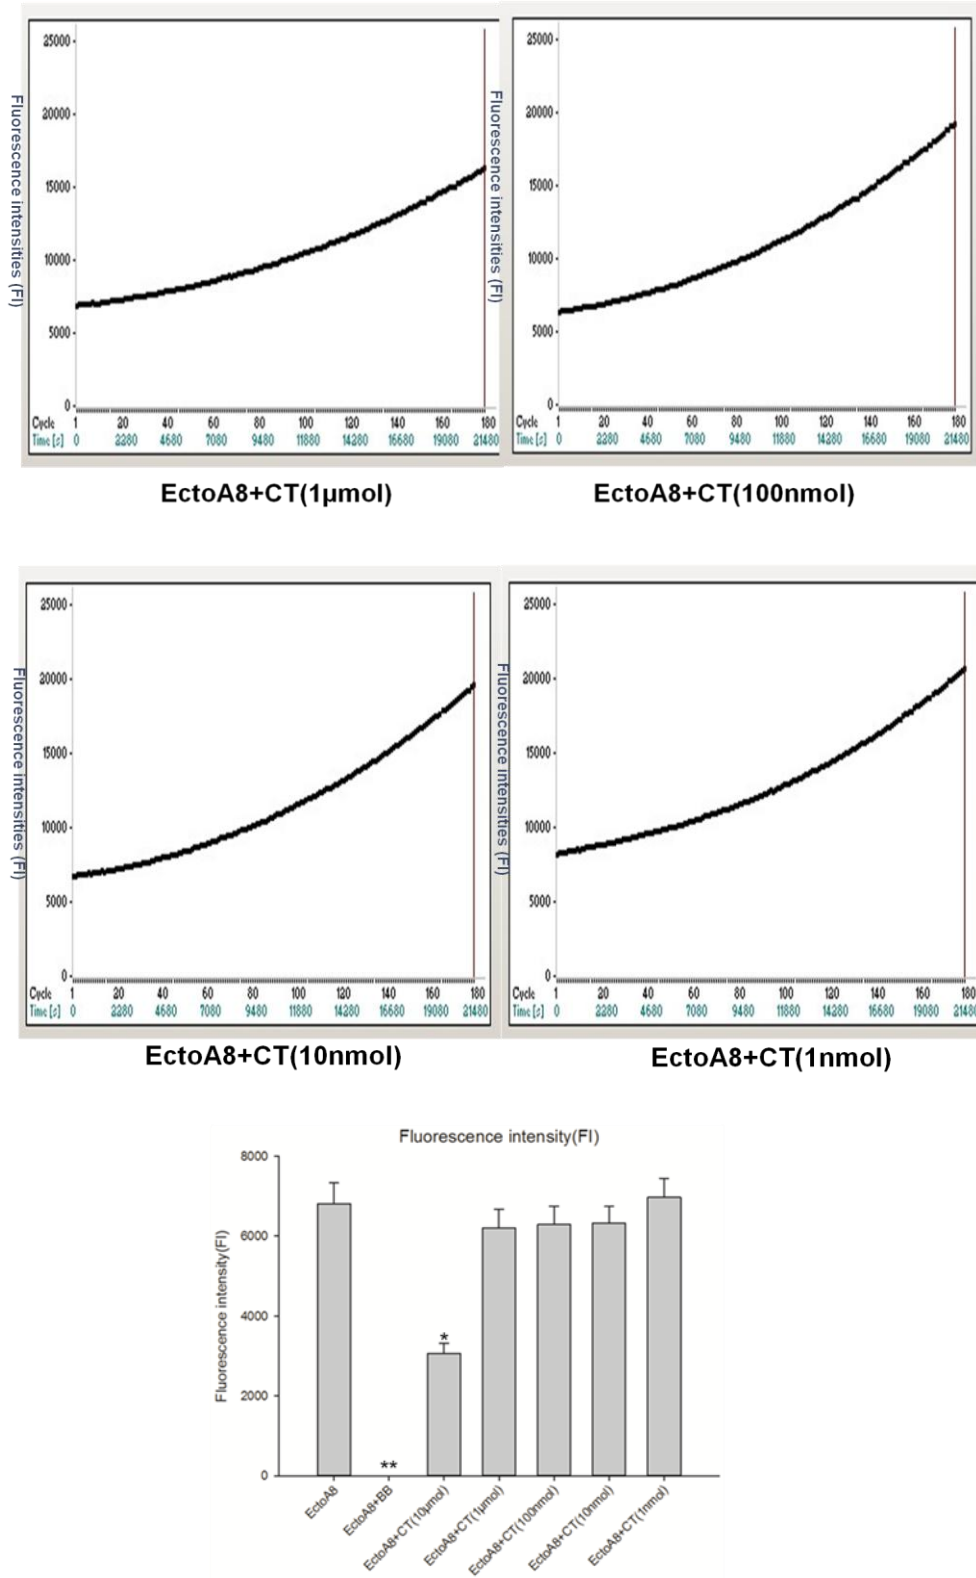 Fluorescence intensities (FI)
25000
20000
15000
10000
5000
0
Cycle 1 20 40 60 80 100 120 140 160 180
Time [s] 0 2280 4680 7080 9480 11880 14280 16680 19080 21480
EctoA8+CT(1µmol)
Fluorescence intensities (FI)
25000
20000
15000
10000
5000
0
Cycle 1 20 40 60 80 100 120 140 160 180
Time [s] 0 2280 4680 7080 9480 11880 14280 16680 19080 21480
EctoA8+CT(100nmol)
Fluorescence intensities (FI)
25000
20000
15000
10000
5000
0
Cycle 1 20 40 60 80 100 120 140 160 180
Time [s] 0 2280 4680 7080 9480 11880 14280 16680 19080 21480
EctoA8+CT(10nmol)
Fluorescence intensities (FI)
25000
20000
15000
10000
5000
0
Cycle 1 20 40 60 80 100 120 140 160 180
Time [s] 0 2280 4680 7080 9480 11880 14280 16680 19080 21480
EctoA8+CT(1nmol)
Fluorescence intensity(FI)
Fluorescence intensity(FI)
8000
6000
4000
2000
0
**
*
EctoA8
EctoA8+BB
EctoA8+CT(10µmol)
EctoA8+CT(1µmol)
EctoA8+CT(100nmol)
EctoA8+CT(10nmol)
EctoA8+CT(1nmol)